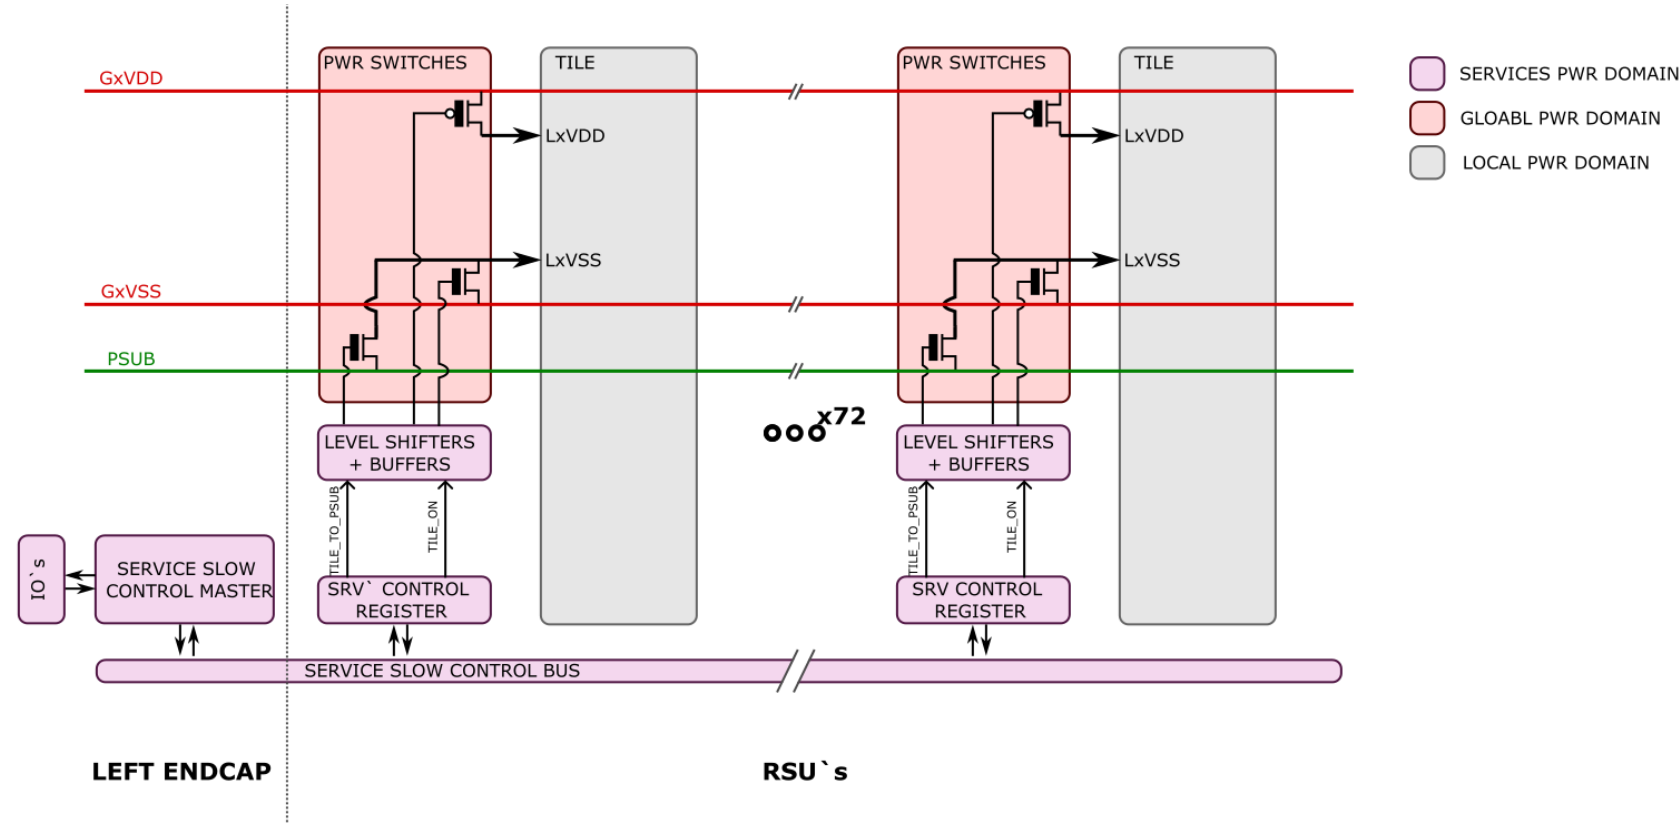 PWR SWITCHES
TILE
PWR SWITCHES
TILE
SERVICES PWR DOMAIN
GLOABL PWR DOMAIN
LOCAL PWR DOMAIN
GxVDD
LxVDD
LxVDD
LxVSS
LxVSS
GxVSS
PSUB
x72
LEVEL SHIFTERS
+ BUFFERS
LEVEL SHIFTERS
+ BUFFERS
TILE_TO_PSUB
TILE_ON
TILE_TO_PSUB
TILE_ON
IO`s
SERVICE SLOW
CONTROL MASTER
SRV` CONTROL
REGISTER
SRV CONTROL
REGISTER
SERVICE SLOW CONTROL BUS
LEFT ENDCAP
RSU`s